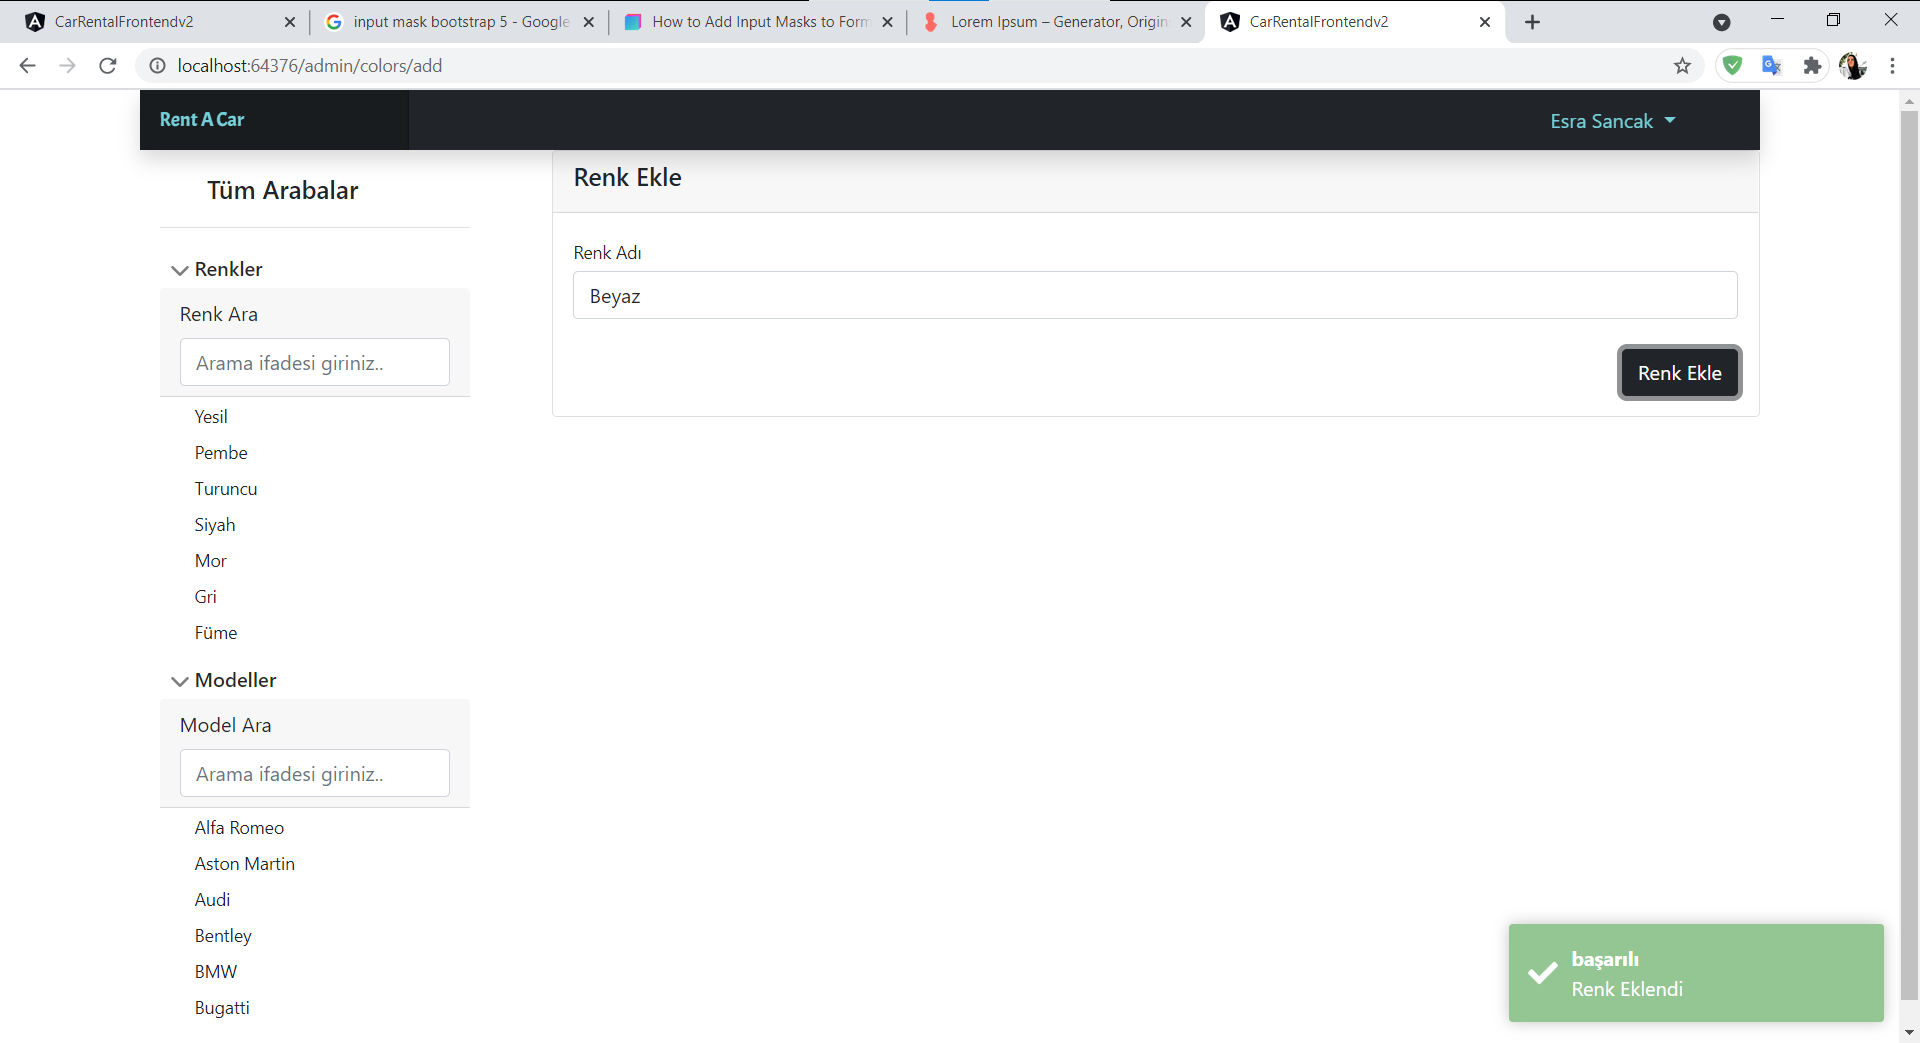 CarRentalFrontendv2
input mask bootstrap 5 - Google
How to Add Input Masks to Form
Lorem Ipsum – Generator, Origin
CarRentalFrontendv2
localhost:64376/admin/colors/add
Rent A Car
Esra Sancak
Tüm Arabalar
Renkler
Renk Ara
Arama ifadesi giriniz..
Yesil
Pembe
Turuncu
Siyah
Mor
Gri
Füme
Modeller
Model Ara
Arama ifadesi giriniz..
Alfa Romeo
Aston Martin
Audi
Bentley
BMW
Bugatti
Renk Ekle
Renk Adı
Beyaz
Renk Ekle
başarılı
Renk Eklendi